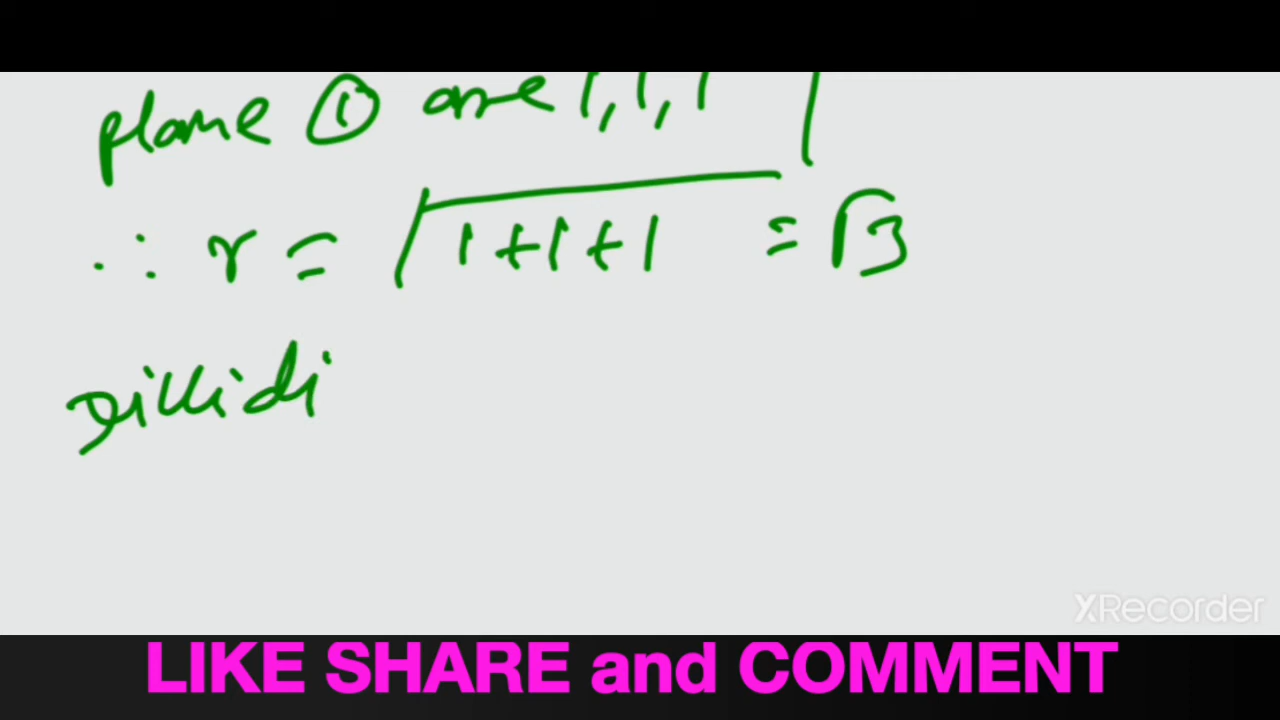 plane ① are 1, 1, 1
∴ r = √1+1+1 = √3
XRecorder
LIKE SHARE and COMMENT